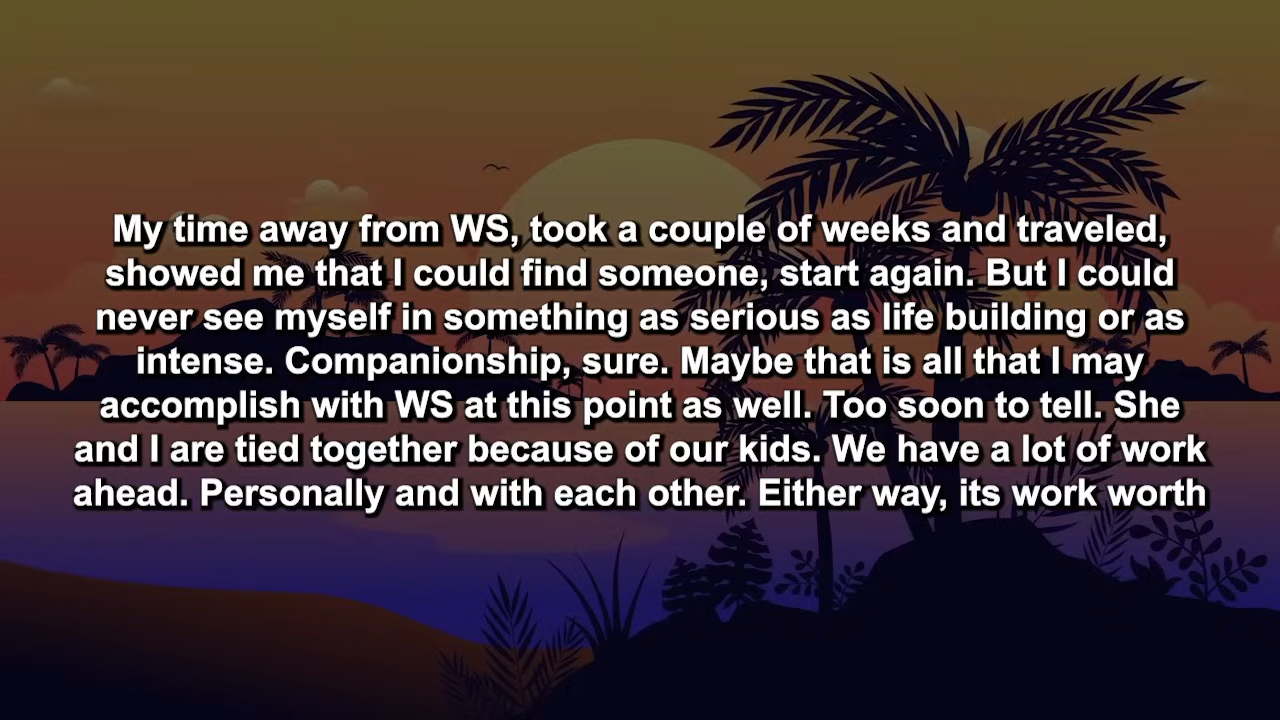 My time away from WS, took a couple of weeks and traveled,
showed me that I could find someone, start again. But I could
never see myself in something as serious as life building or as
intense. Companionship, sure. Maybe that is all that I may
accomplish with WS at this point as well. Too soon to tell. She
and I are tied together because of our kids. We have a lot of work
ahead. Personally and with each other. Either way, its work worth